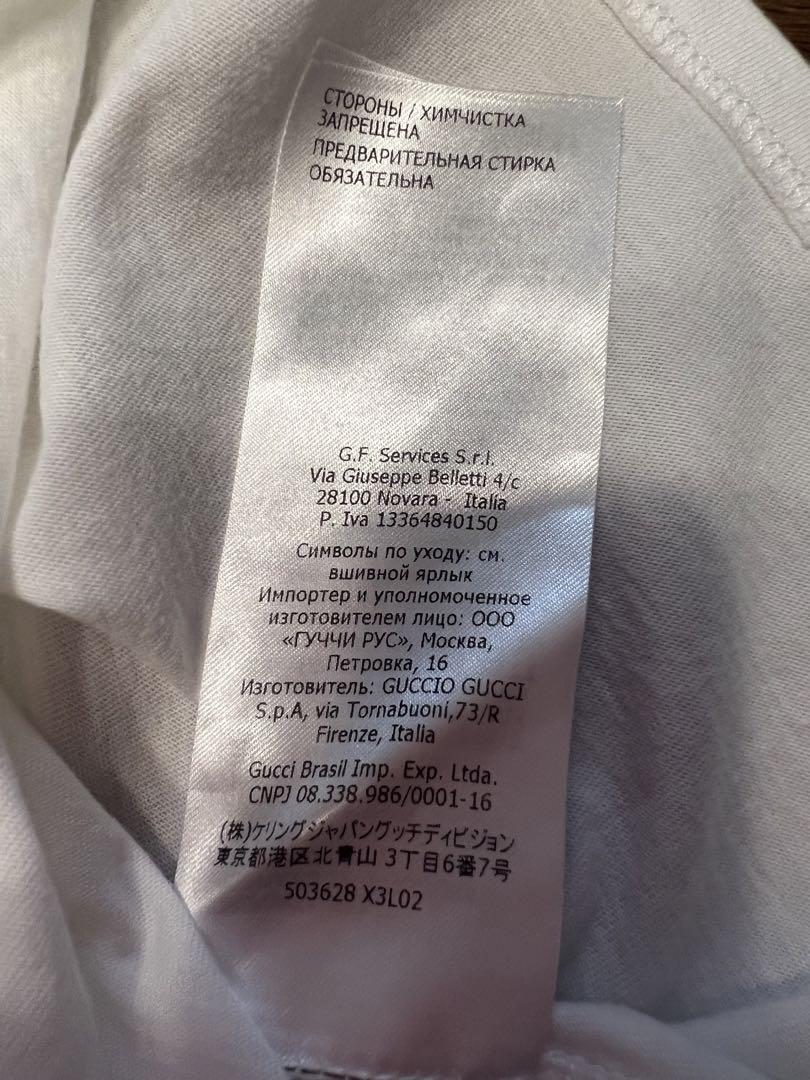 СТОРОНЫ / ХИМЧИСТКА
ЗАПРЕЩЕНА
ПРЕДВАРИТЕЛЬНАЯ СТИРКА
ОБЯЗАТЕЛЬНА
G.F. Services S.r.l.
Via Giuseppe Belletti 4/c
28100 Novara - Italia
P. Iva 13364840150
Символы по уходу: см.
вшивной ярлык
Импортер и уполномоченное
изготовителем лицо: ООО
«ГУЧЧИ РУС», Москва,
Петровка, 16
Изготовитель: GUCCIO GUCCI
S.p.A, via Tornabuoni,73/R
Firenze, Italia
Gucci Brasil Imp. Exp. Ltda.
CNPJ 08.338.986/0001-16
(株)ケリングジャパングッチディビジョン
東京都港区北青山 3丁目6番7号
503628 X3L02